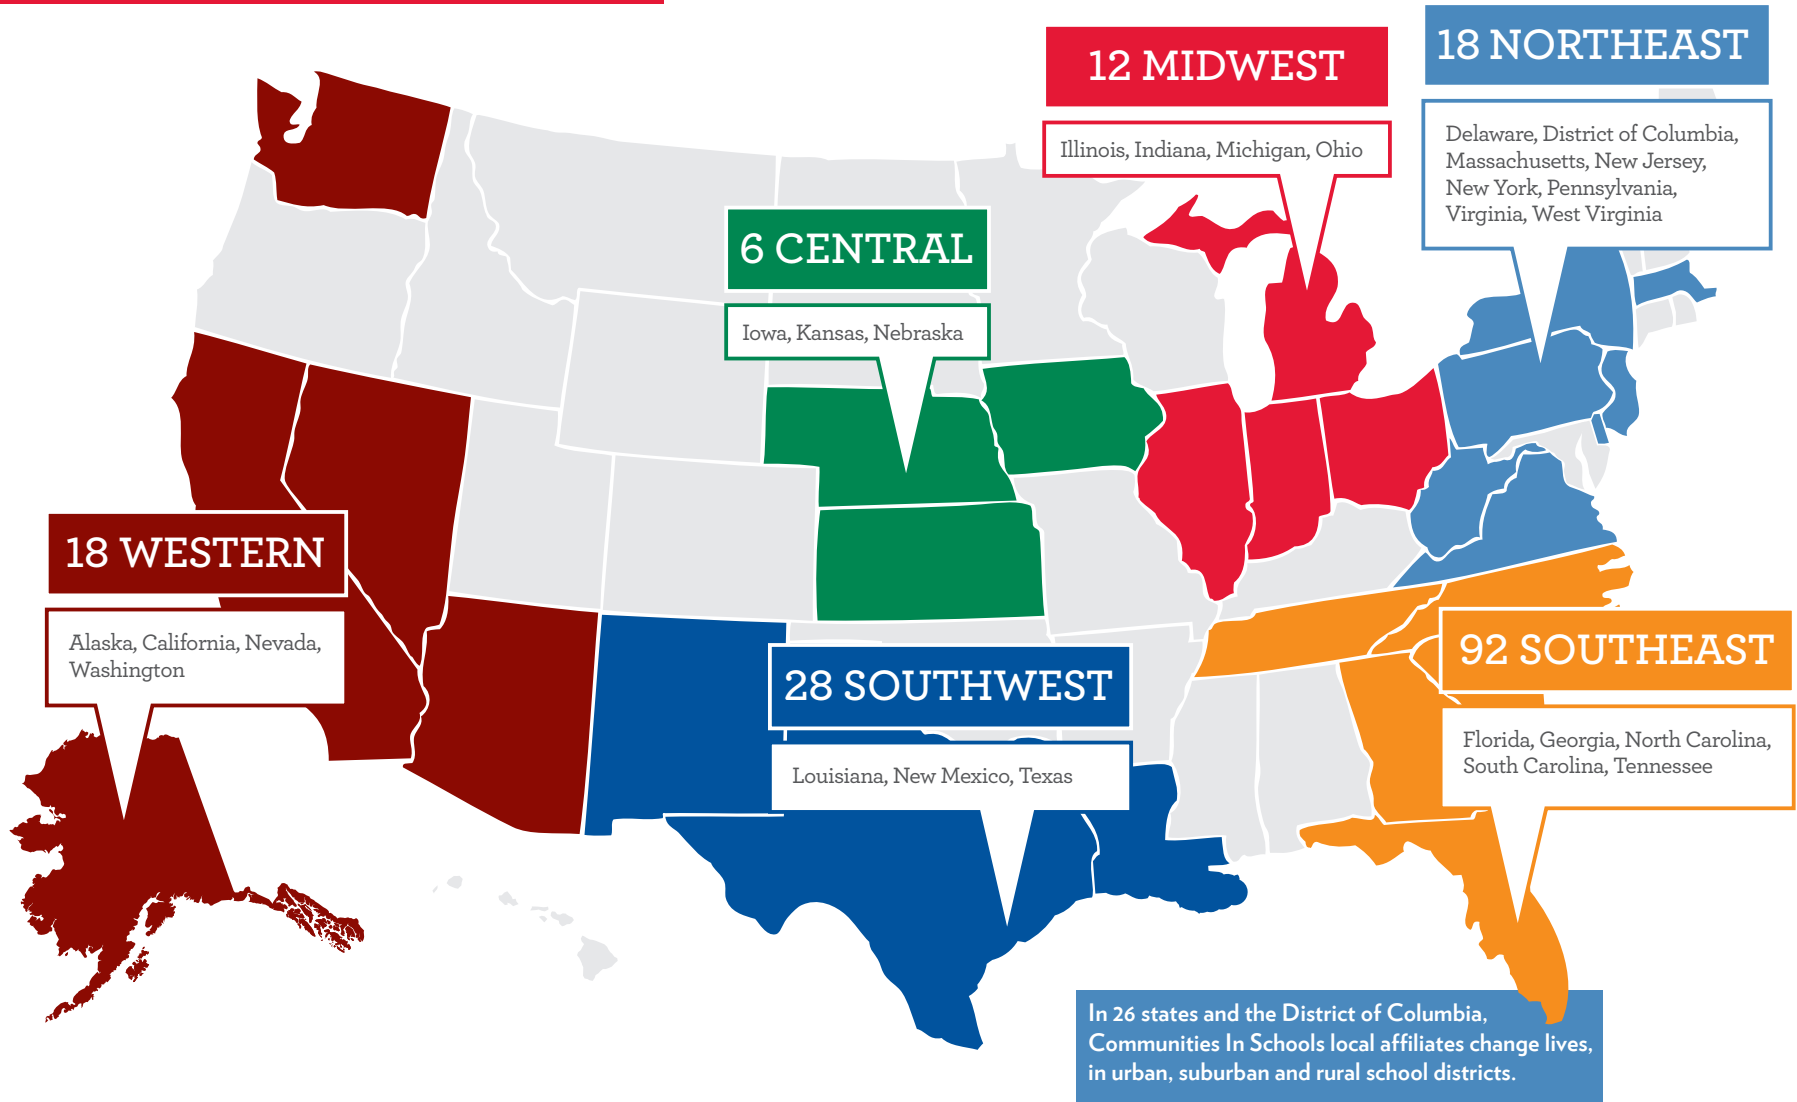 12 MIDWEST
Illinois, Indiana, Michigan, Ohio
18 NORTHEAST
Delaware, District of Columbia,
Massachusetts, New Jersey,
New York, Pennsylvania,
Virginia, West Virginia
6 CENTRAL
Iowa, Kansas, Nebraska
18 WESTERN
Alaska, California, Nevada,
Washington
28 SOUTHWEST
Louisiana, New Mexico, Texas
92 SOUTHEAST
Florida, Georgia, North Carolina,
South Carolina, Tennessee
In 26 states and the District of Columbia,
Communities In Schools local affiliates change lives,
in urban, suburban and rural school districts.